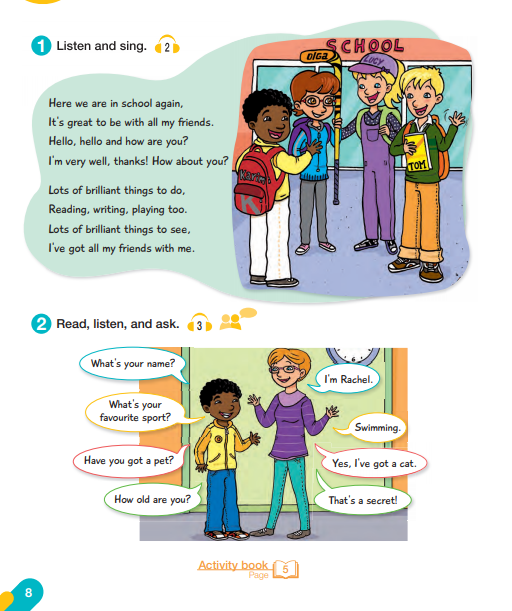 1 Listen and sing. 2
SCHOOL
Olga
LUCY
Karim
K
TOM
Here we are in school again,
It's great to be with all my friends.
Hello, hello and how are you?
I'm very well, thanks! How about you?
Lots of brilliant things to do,
Reading, writing, playing too.
Lots of brilliant things to see,
I've got all my friends with me.
2 Read, listen, and ask. 3
What's your name?
I'm Rachel.
What's your
favourite sport?
Swimming.
Have you got a pet?
Yes, I've got a cat.
How old are you?
That's a secret!
Activity book
Page 5
8